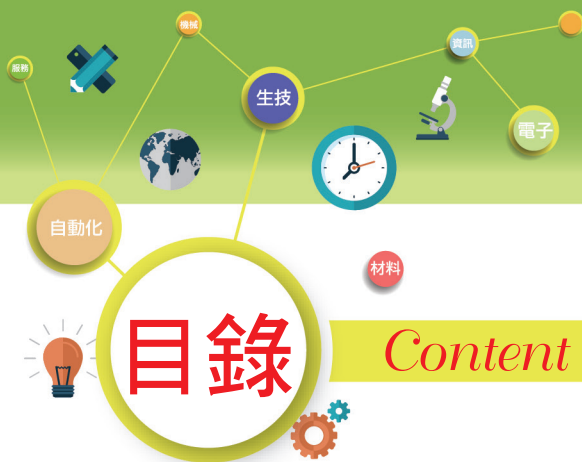 機械
資訊
服務
生技
電子
自動化
材料
目錄
Content